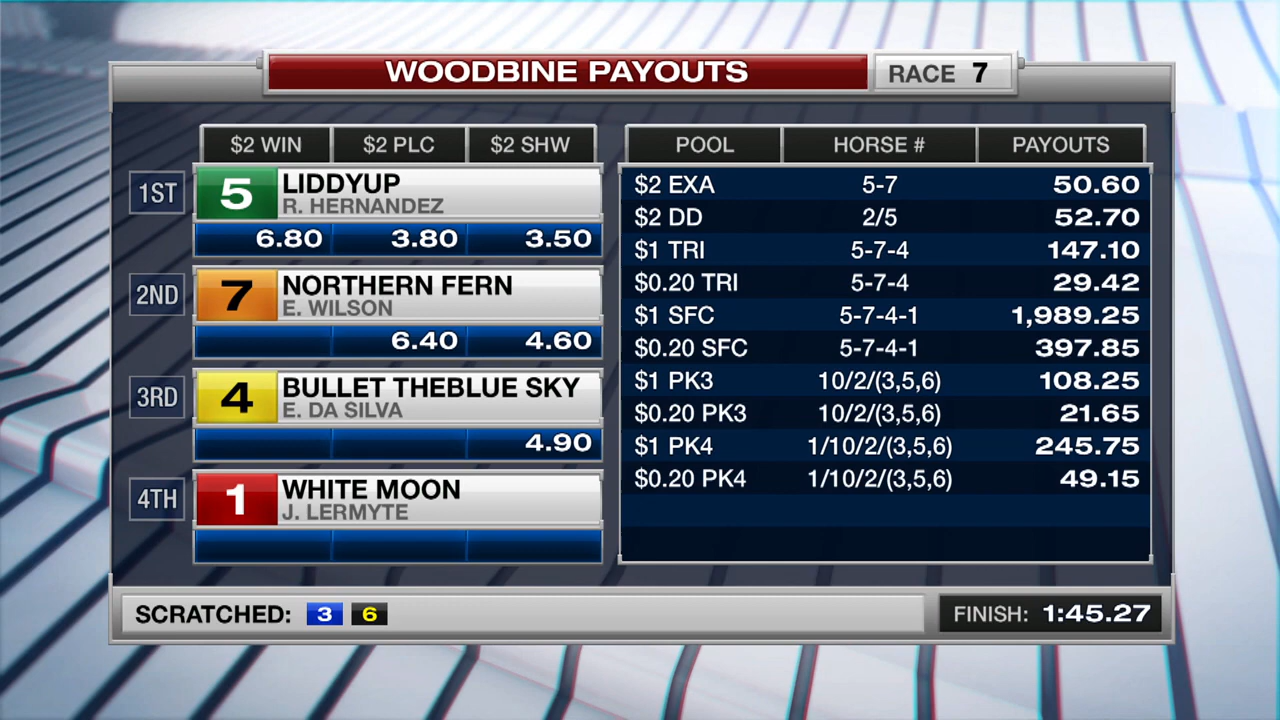 WOODBINE PAYOUTS RACE 7
$2 WIN $2 PLC $2 SHW
1ST 5 LIDDYUP
R. HERNANDEZ
6.80 3.80 3.50
2ND 7 NORTHERN FERN
E. WILSON
6.40 4.60
3RD 4 BULLET THEBLUE SKY
E. DA SILVA
4.90
4TH 1 WHITE MOON
J. LERMYTE
POOL HORSE # PAYOUTS
$2 EXA 5-7 50.60
$2 DD 2/5 52.70
$1 TRI 5-7-4 147.10
$0.20 TRI 5-7-4 29.42
$1 SFC 5-7-4-1 1,989.25
$0.20 SFC 5-7-4-1 397.85
$1 PK3 10/2/(3,5,6) 108.25
$0.20 PK3 10/2/(3,5,6) 21.65
$1 PK4 1/10/2/(3,5,6) 245.75
$0.20 PK4 1/10/2/(3,5,6) 49.15
SCRATCHED: 3 6
FINISH: 1:45.27